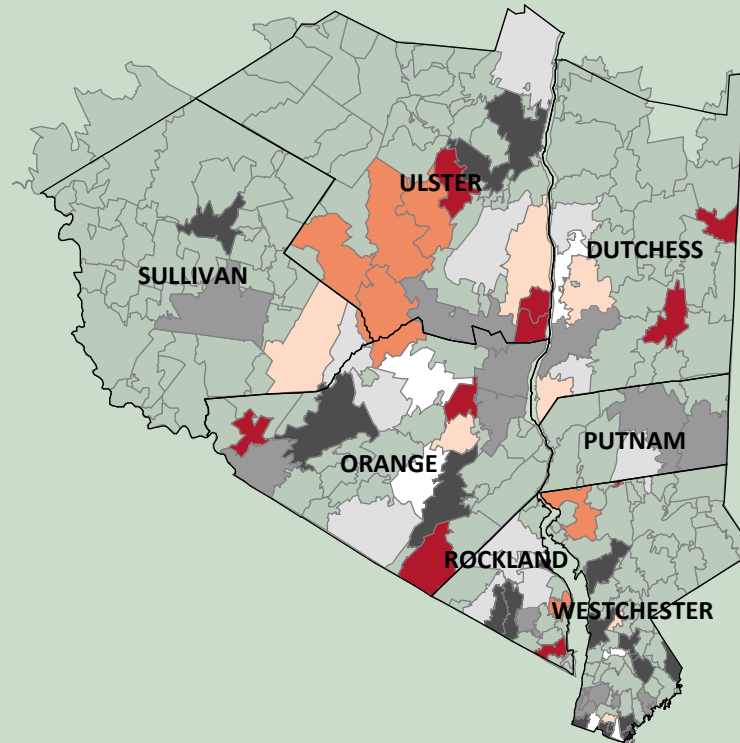 ULSTER
DUTCHESS
SULLIVAN
PUTNAM
ORANGE
ROCKLAND
WESTCHESTER